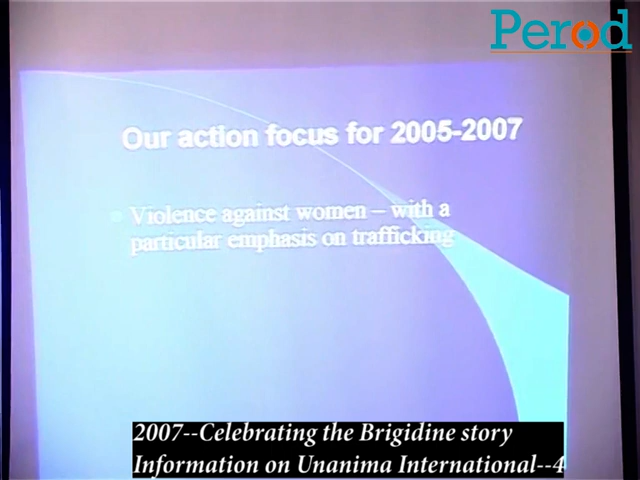 Perod
Our action focus for 2005-2007
Violence against women – with a
particular emphasis on trafficking
2007--Celebrating the Brigidine story
Information on Unanima International--4